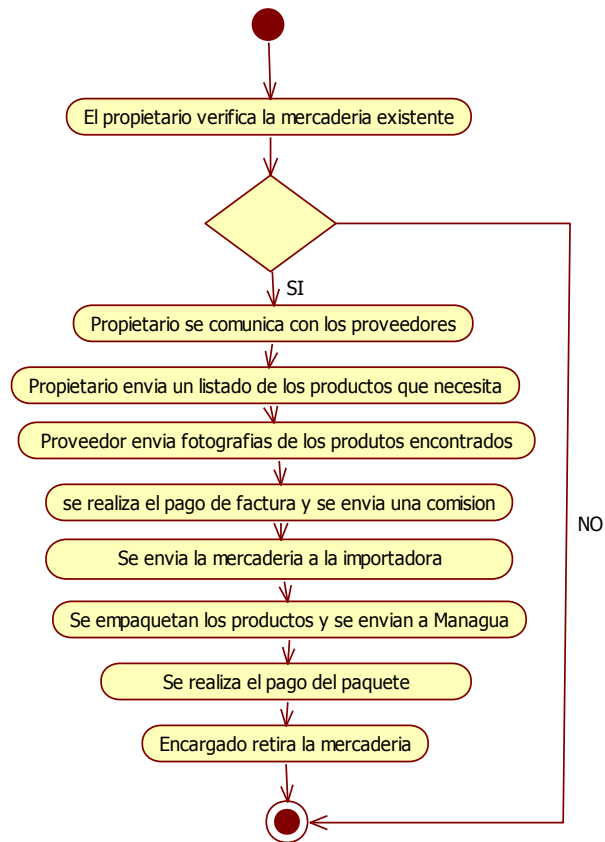 El propietario verifica la mercaderia existente
SI
Propietario se comunica con los proveedores
Propietario envia un listado de los productos que necesita
Proveedor envia fotografias de los produtos encontrados
se realiza el pago de factura y se envia una comision
NO
Se envia la mercaderia a la importadora
Se empaquetan los productos y se envian a Managua
Se realiza el pago del paquete
Encargado retira la mercaderia